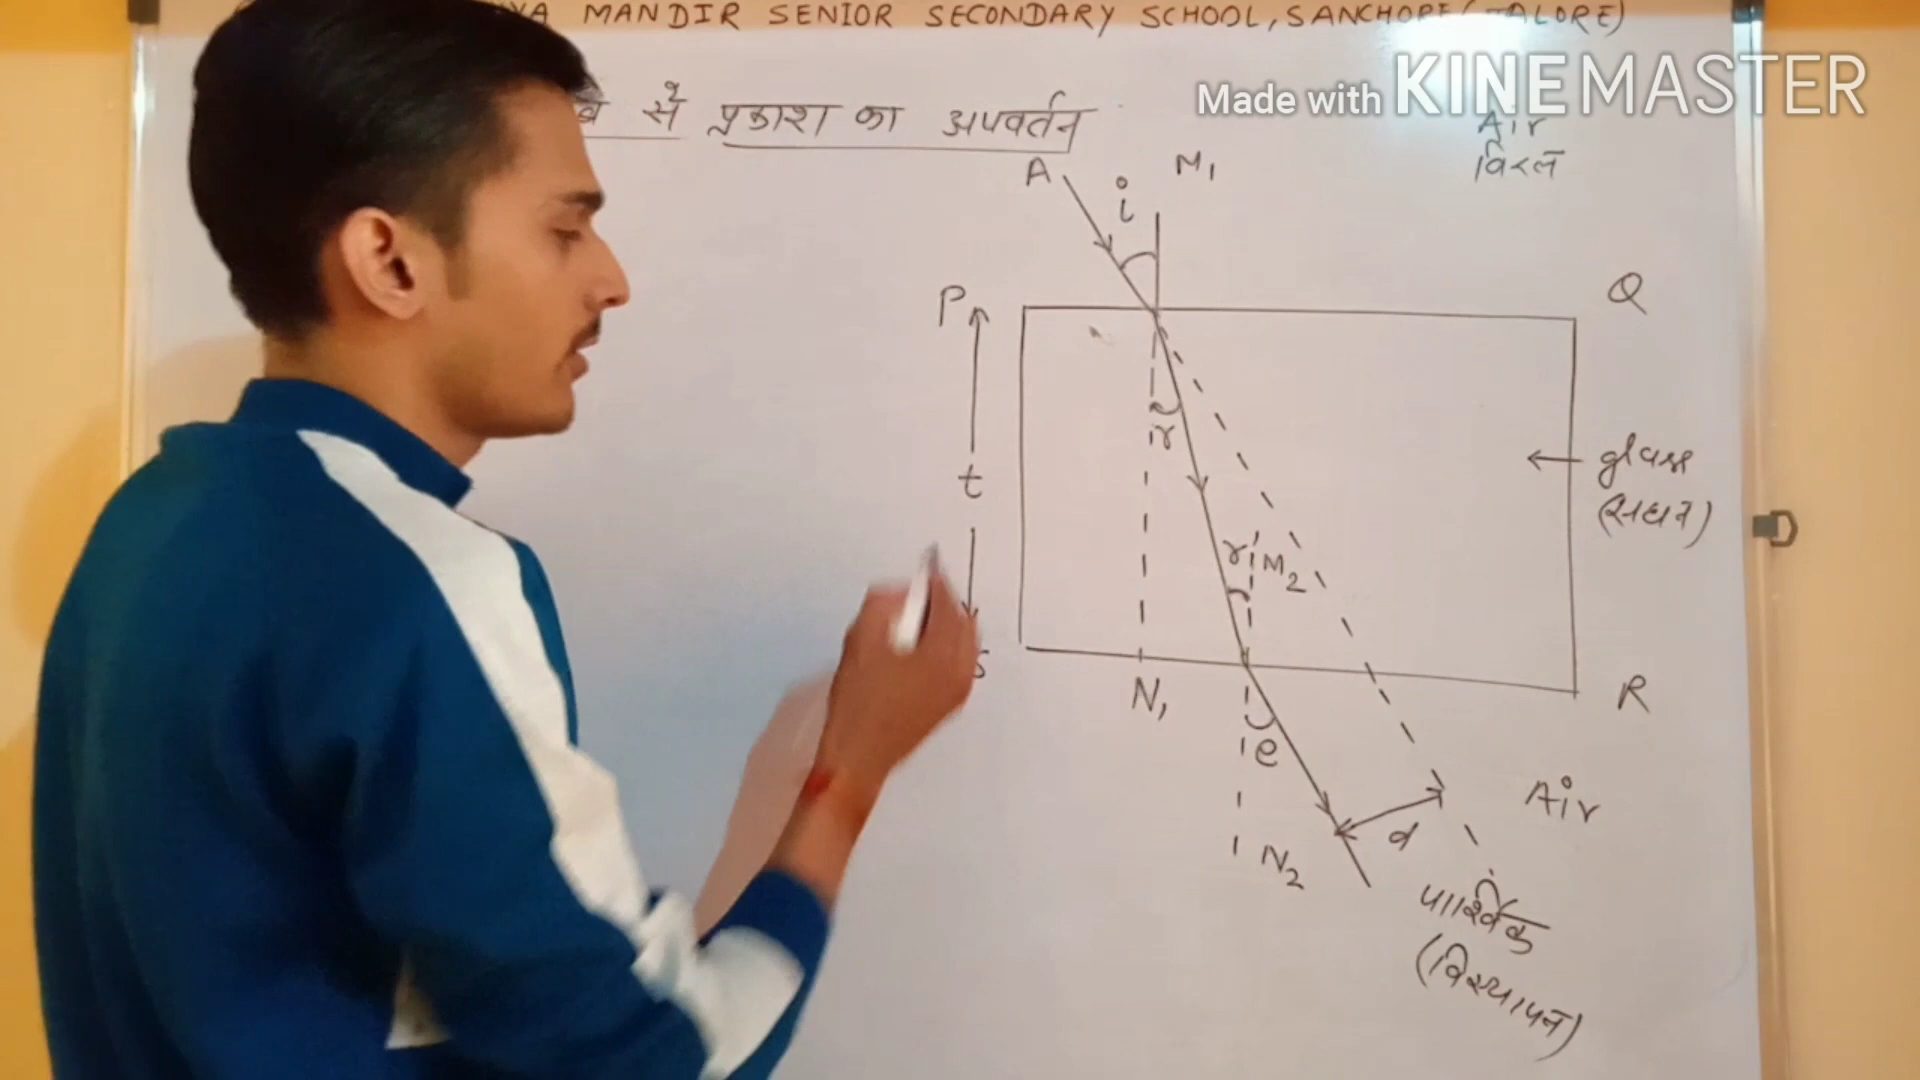 MANDIR SENIOR SECONDARY SCHOOL, SANCHORE
Made with KINEMASTER
से प्रकाश का अपवर्तन
Air
विरल
A
i
M1
P
Q
t
r
glass
(सघन)
r
M2
S
N1
R
e
Air
d
N2
पार्श्विक
(विस्थापन)